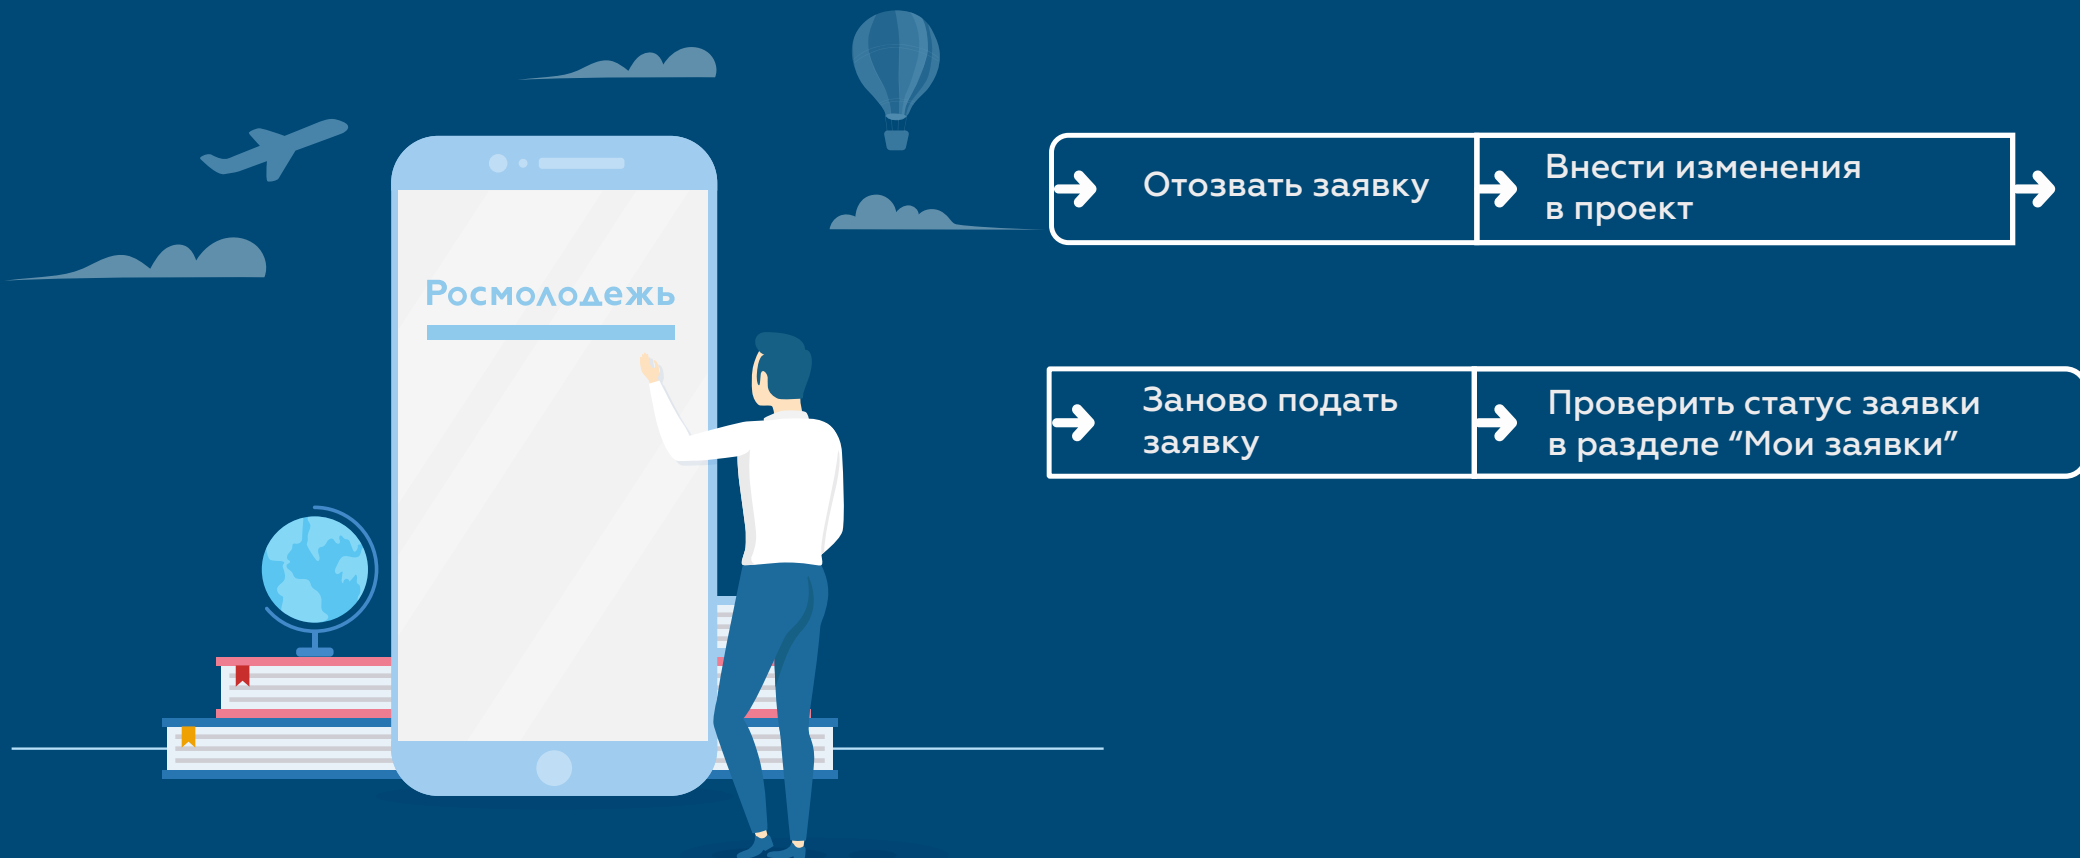 Росмолодежь
Отозвать заявку
Внести изменения
в проект
Заново подать
заявку
Проверить статус заявки
в разделе “Мои заявки”